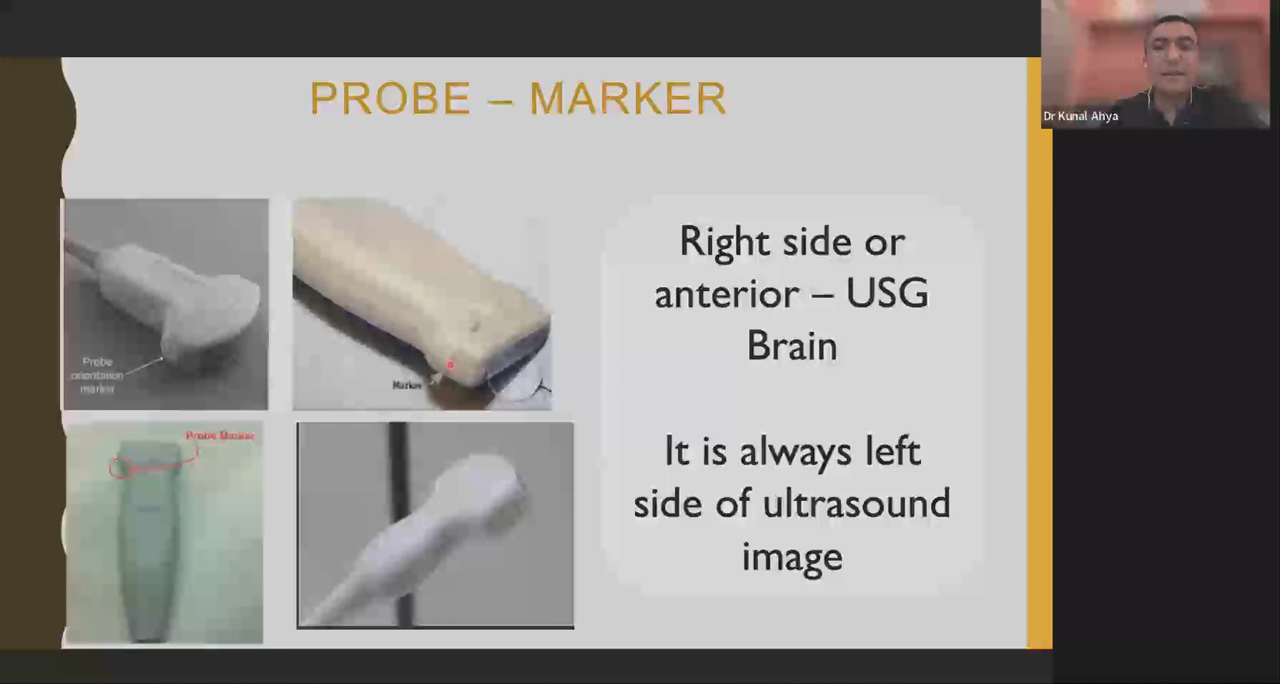 PROBE – MARKER
Dr Kunal Ahya
Probe
orientation
marker
Marker
Probe Marker
Right side or
anterior – USG
Brain
It is always left
side of ultrasound
image